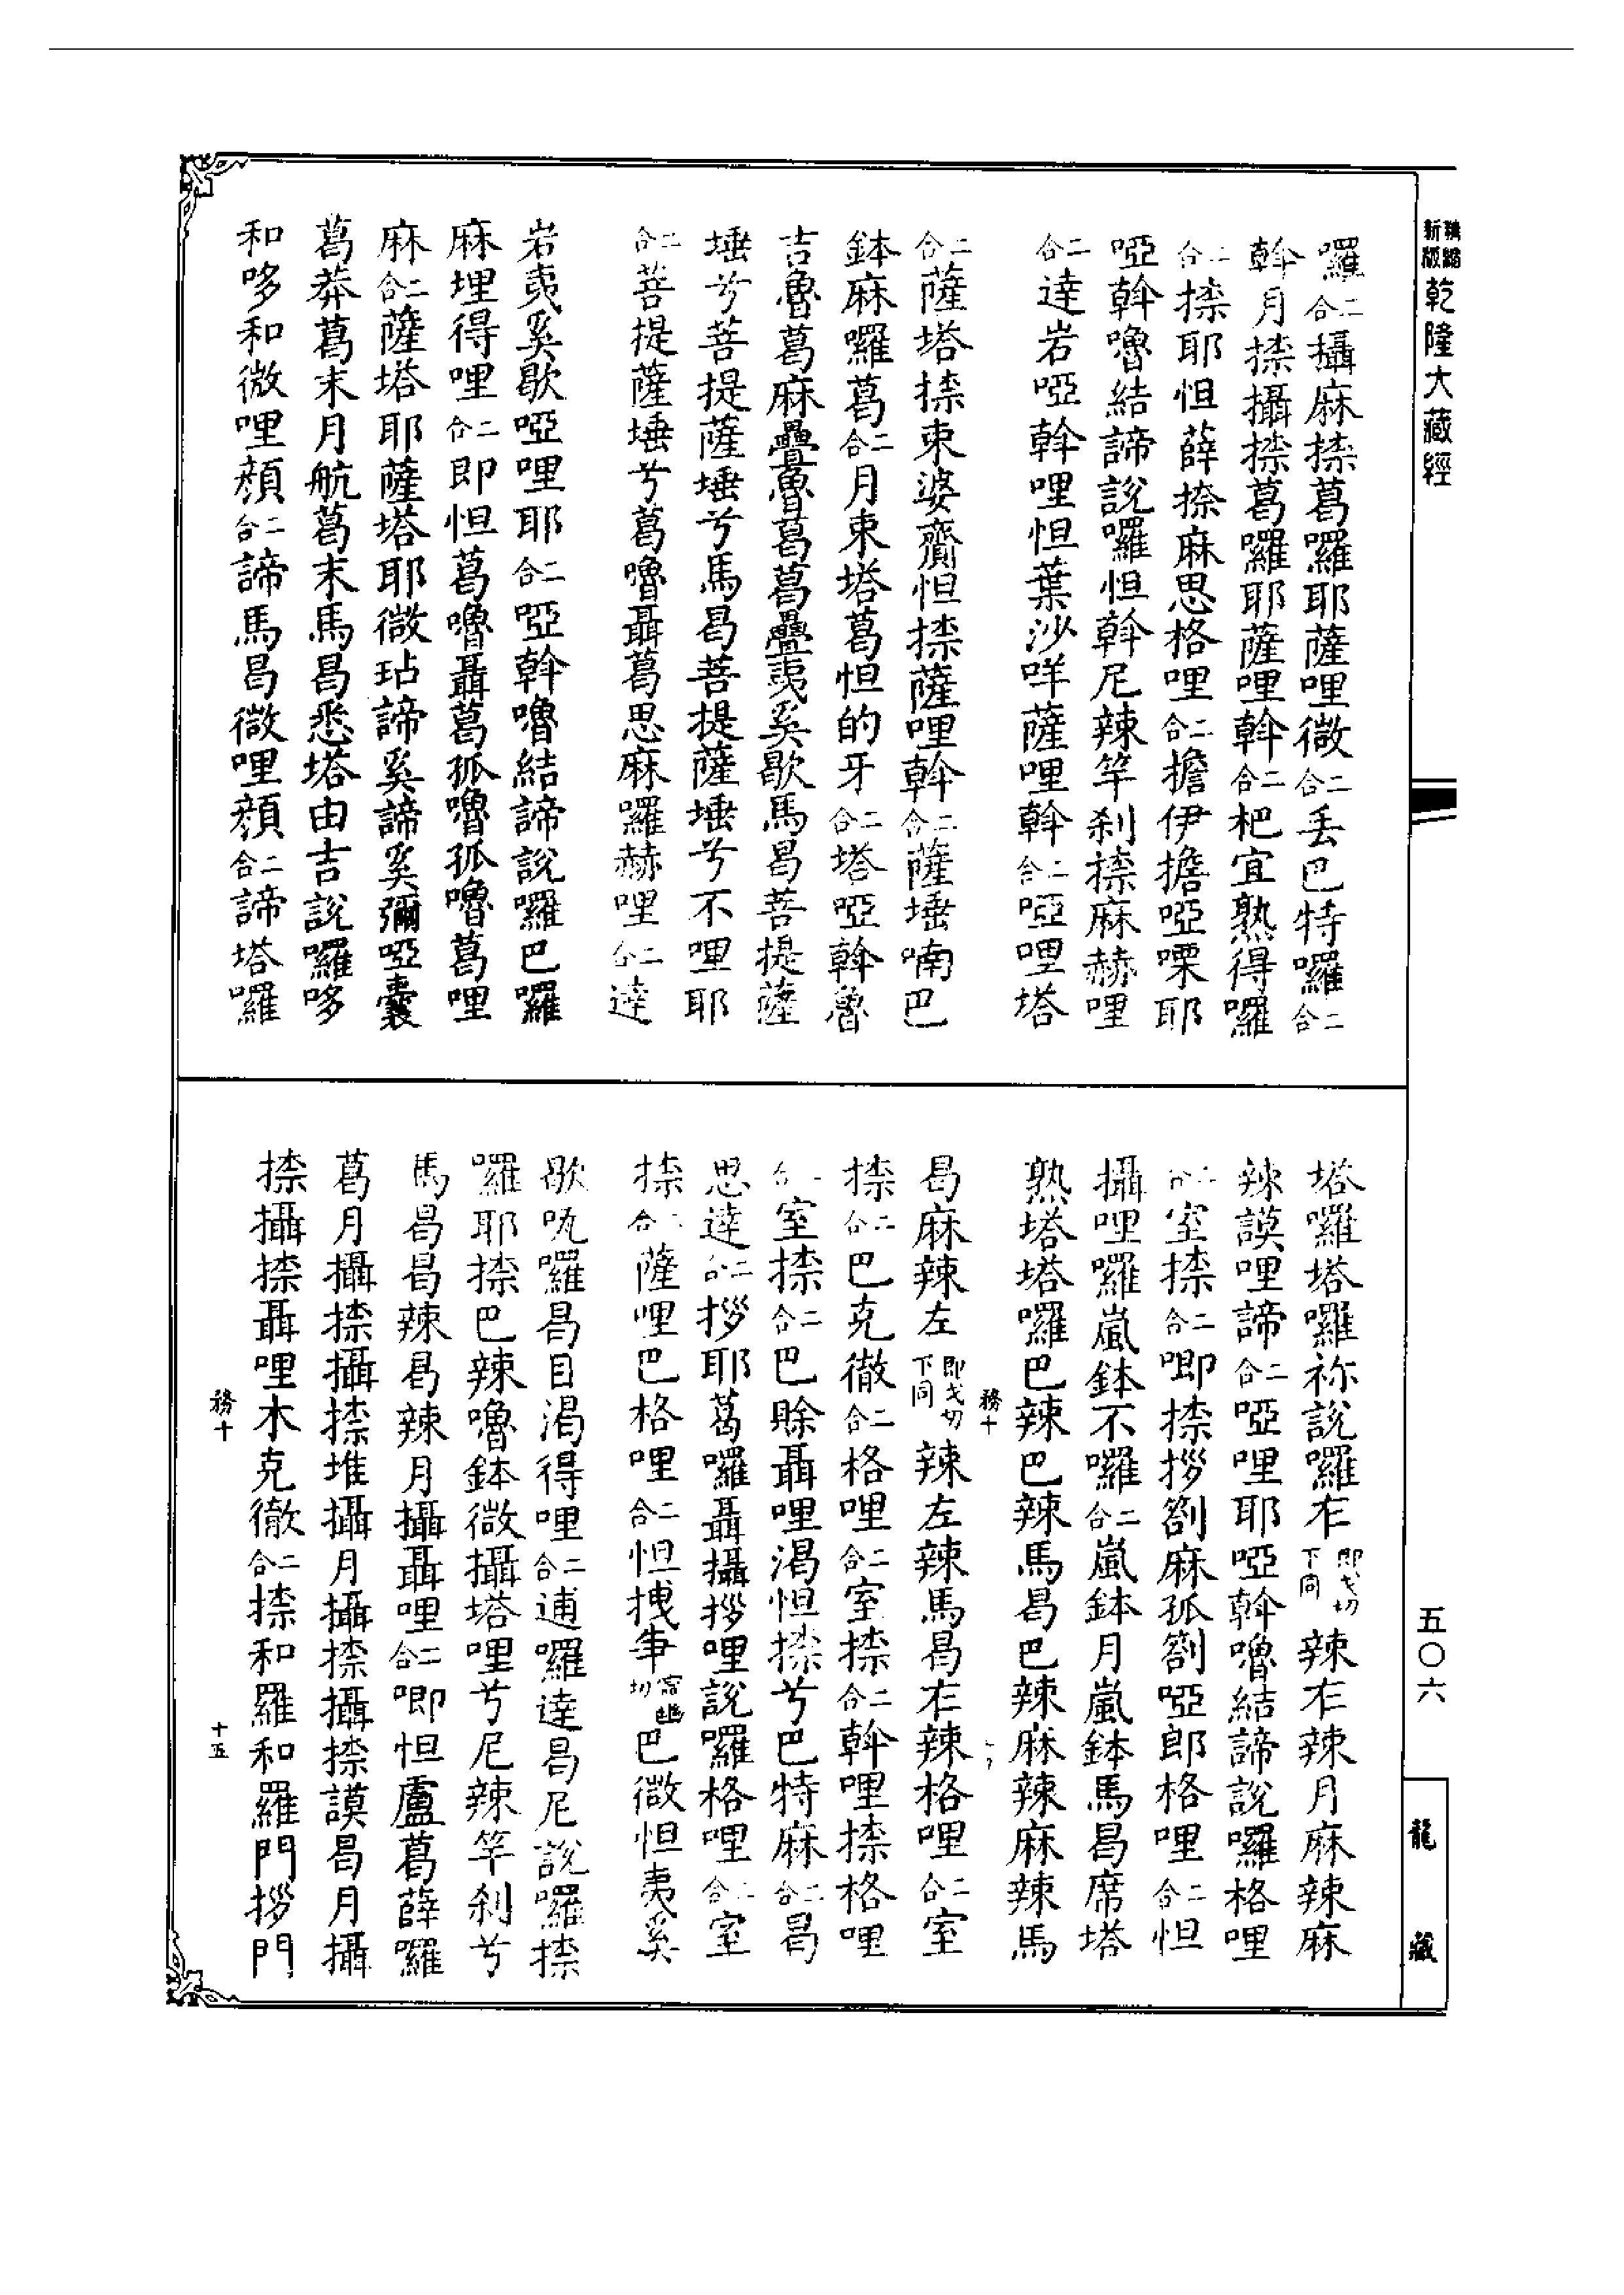 新版 乾隆大藏經
囉二合攝麻捺葛囉耶薩哩微二合丢巴特囉二合
斡月捺攝捺葛囉耶薩哩斡二合杷宜熟得囉
二合捺耶怛薛捺麻思格哩二合擔伊擔啞㗚耶
啞斡嚕結諦說囉怛斡尼辣竿刹捺麻赫哩
二合達岩啞斡哩怛葉沙咩薩哩斡二合啞哩塔
二合薩塔捺束婆齎怛捺薩哩斡二合薩埵喃巴
鉢麻囉葛二合月束塔葛怛的牙二合塔啞斡魯
吉魯葛麻疊魯葛葛疊夷奚歇馬曷菩提薩
埵兮菩提薩埵兮馬曷菩提薩埵兮不哩耶
二合菩提薩埵兮葛嚕聶葛思麻囉赫哩二合達
岩夷奚歇啞哩耶二合啞斡嚕結諦說囉巴囉
麻埋得哩二合即怛葛嚕聶葛孤嚕孤嚕葛哩
麻二合薩塔耶薩塔耶微玷諦奚諦奚彌啞囊
葛莽葛末月航葛末馬曷悉塔由吉說囉哆
和哆和微哩顏二合諦馬曷微哩顏二合諦塔囉
塔囉塔囉祢說囉左即戈切下同辣左辣月麻辣麻
辣謨哩諦二合啞哩耶啞斡嚕結諦說囉格哩
二合室捺二合唧捺拶劄麻孤劄啞郎格哩二合怛
攝哩囉嵐鉢不囉二合嵐鉢月嵐鉢馬曷席塔
熟塔塔囉巴辣巴辣馬曷巴辣麻辣麻辣馬
務十
曷麻辣左即戈切下同辣左辣馬曷左辣格哩二合室
捺二合巴克徹二合格哩二合室捺二合斡哩捺格哩
二合室捺二合巴賒聶哩渴怛捺兮巴特麻二合曷
思達二合拶耶葛囉聶攝拶哩說囉格哩二合室
捺二合薩哩巴格哩二合怛拽爭巴微怛夷奚
歇吮囉曷目渴得哩二合逋囉達曷尼說囉捺
囉耶捺巴辣嚕鉢微攝塔哩兮尼辣竿刹兮
馬曷曷辣曷辣月攝聶哩二合唧怛盧葛薛囉
葛月攝捺攝捺堆攝月攝捺攝捺謨曷月攝
捺攝捺聶哩木克徹二合捺和羅和羅門拶門
務十
十五
五〇六
龍藏